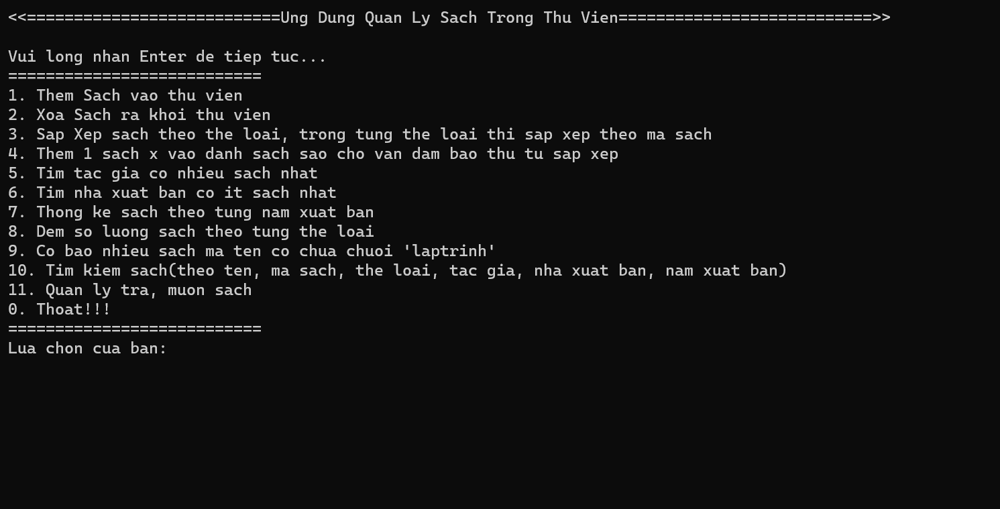 <<===========================Ung Dung Quan Ly Sach Trong Thu Vien===========================>>
Vui long nhan Enter de tiep tuc...
===========================
1. Them Sach vao thu vien
2. Xoa Sach ra khoi thu vien
3. Sap Xep sach theo the loai, trong tung the loai thi sap xep theo ma sach
4. Them 1 sach x vao danh sach sao cho van dam bao thu tu sap xep
5. Tim tac gia co nhieu sach nhat
6. Tim nha xuat ban co it sach nhat
7. Thong ke sach theo tung nam xuat ban
8. Dem so luong sach theo tung the loai
9. Co bao nhieu sach ma ten co chua chuoi 'laptrinh'
10. Tim kiem sach(theo ten, ma sach, the loai, tac gia, nha xuat ban, nam xuat ban)
11. Quan ly tra, muon sach
0. Thoat!!!
===========================
Lua chon cua ban: